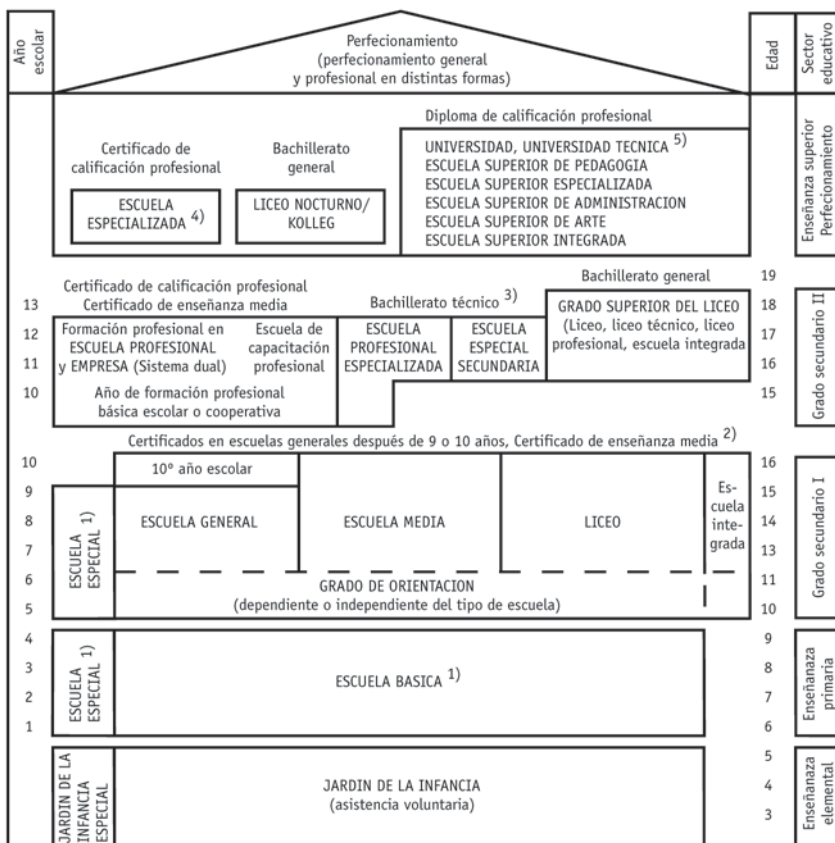 Año
escolar
Perfecionamiento
(perfecionamiento general
y profesional en distintas formas)
Edad
Sector
educativo
Diploma de calificación profesional
Certificado de
calificación profesional
Bachillerato
general
UNIVERSIDAD, UNIVERSIDAD TECNICA 5)
ESCUELA SUPERIOR DE PEDAGOGIA
ESCUELA SUPERIOR ESPECIALIZADA
ESCUELA SUPERIOR DE ADMINISTRACION
ESCUELA SUPERIOR DE ARTE
ESCUELA SUPERIOR INTEGRADA
ESCUELA
ESPECIALIZADA 4)
LICEO NOCTURNO/
KOLLEG
Enseñanza superior
Perfecionamiento
Certificado de calificación profesional
Certificado de enseñanza media
Bachillerato técnico 3)
Bachillerato general
19
13
12
11
10
Formación profesional en
ESCUELA PROFESIONAL
y EMPRESA (Sistema dual)
Escuela de
capacitación
profesional
ESCUELA
PROFESIONAL
ESPECIALIZADA
ESCUELA
ESPECIAL
SECUNDARIA
GRADO SUPERIOR DEL LICEO
(Liceo, liceo técnico, liceo
profesional, escuela integrada
18
17
16
15
Grado secundario II
Año de formación profesional
básica escolar o cooperativa
Certificados en escuelas generales después de 9 o 10 años, Certificado de enseñanza media 2)
10
9
8
7
6
5
10º año escolar
ESCUELA
ESPECIAL 1)
ESCUELA GENERAL
ESCUELA MEDIA
LICEO
Es-
cuela
inte-
grada
16
15
14
13
11
10
Grado secundario I
GRADO DE ORIENTACION
(dependiente o independiente del tipo de escuela)
4
3
2
1
ESCUELA
ESPECIAL 1)
ESCUELA BASICA 1)
9
8
7
6
Enseñanaza
primaria
JARDIN DE LA
INFANCIA
ESPECIAL
JARDIN DE LA INFANCIA
(asistencia voluntaria)
5
4
3
Enseñanaza
elemental